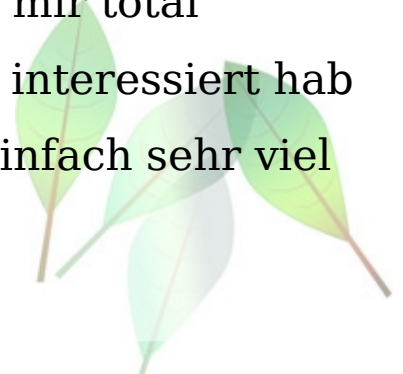 mir total
interessiert hab
infach sehr viel